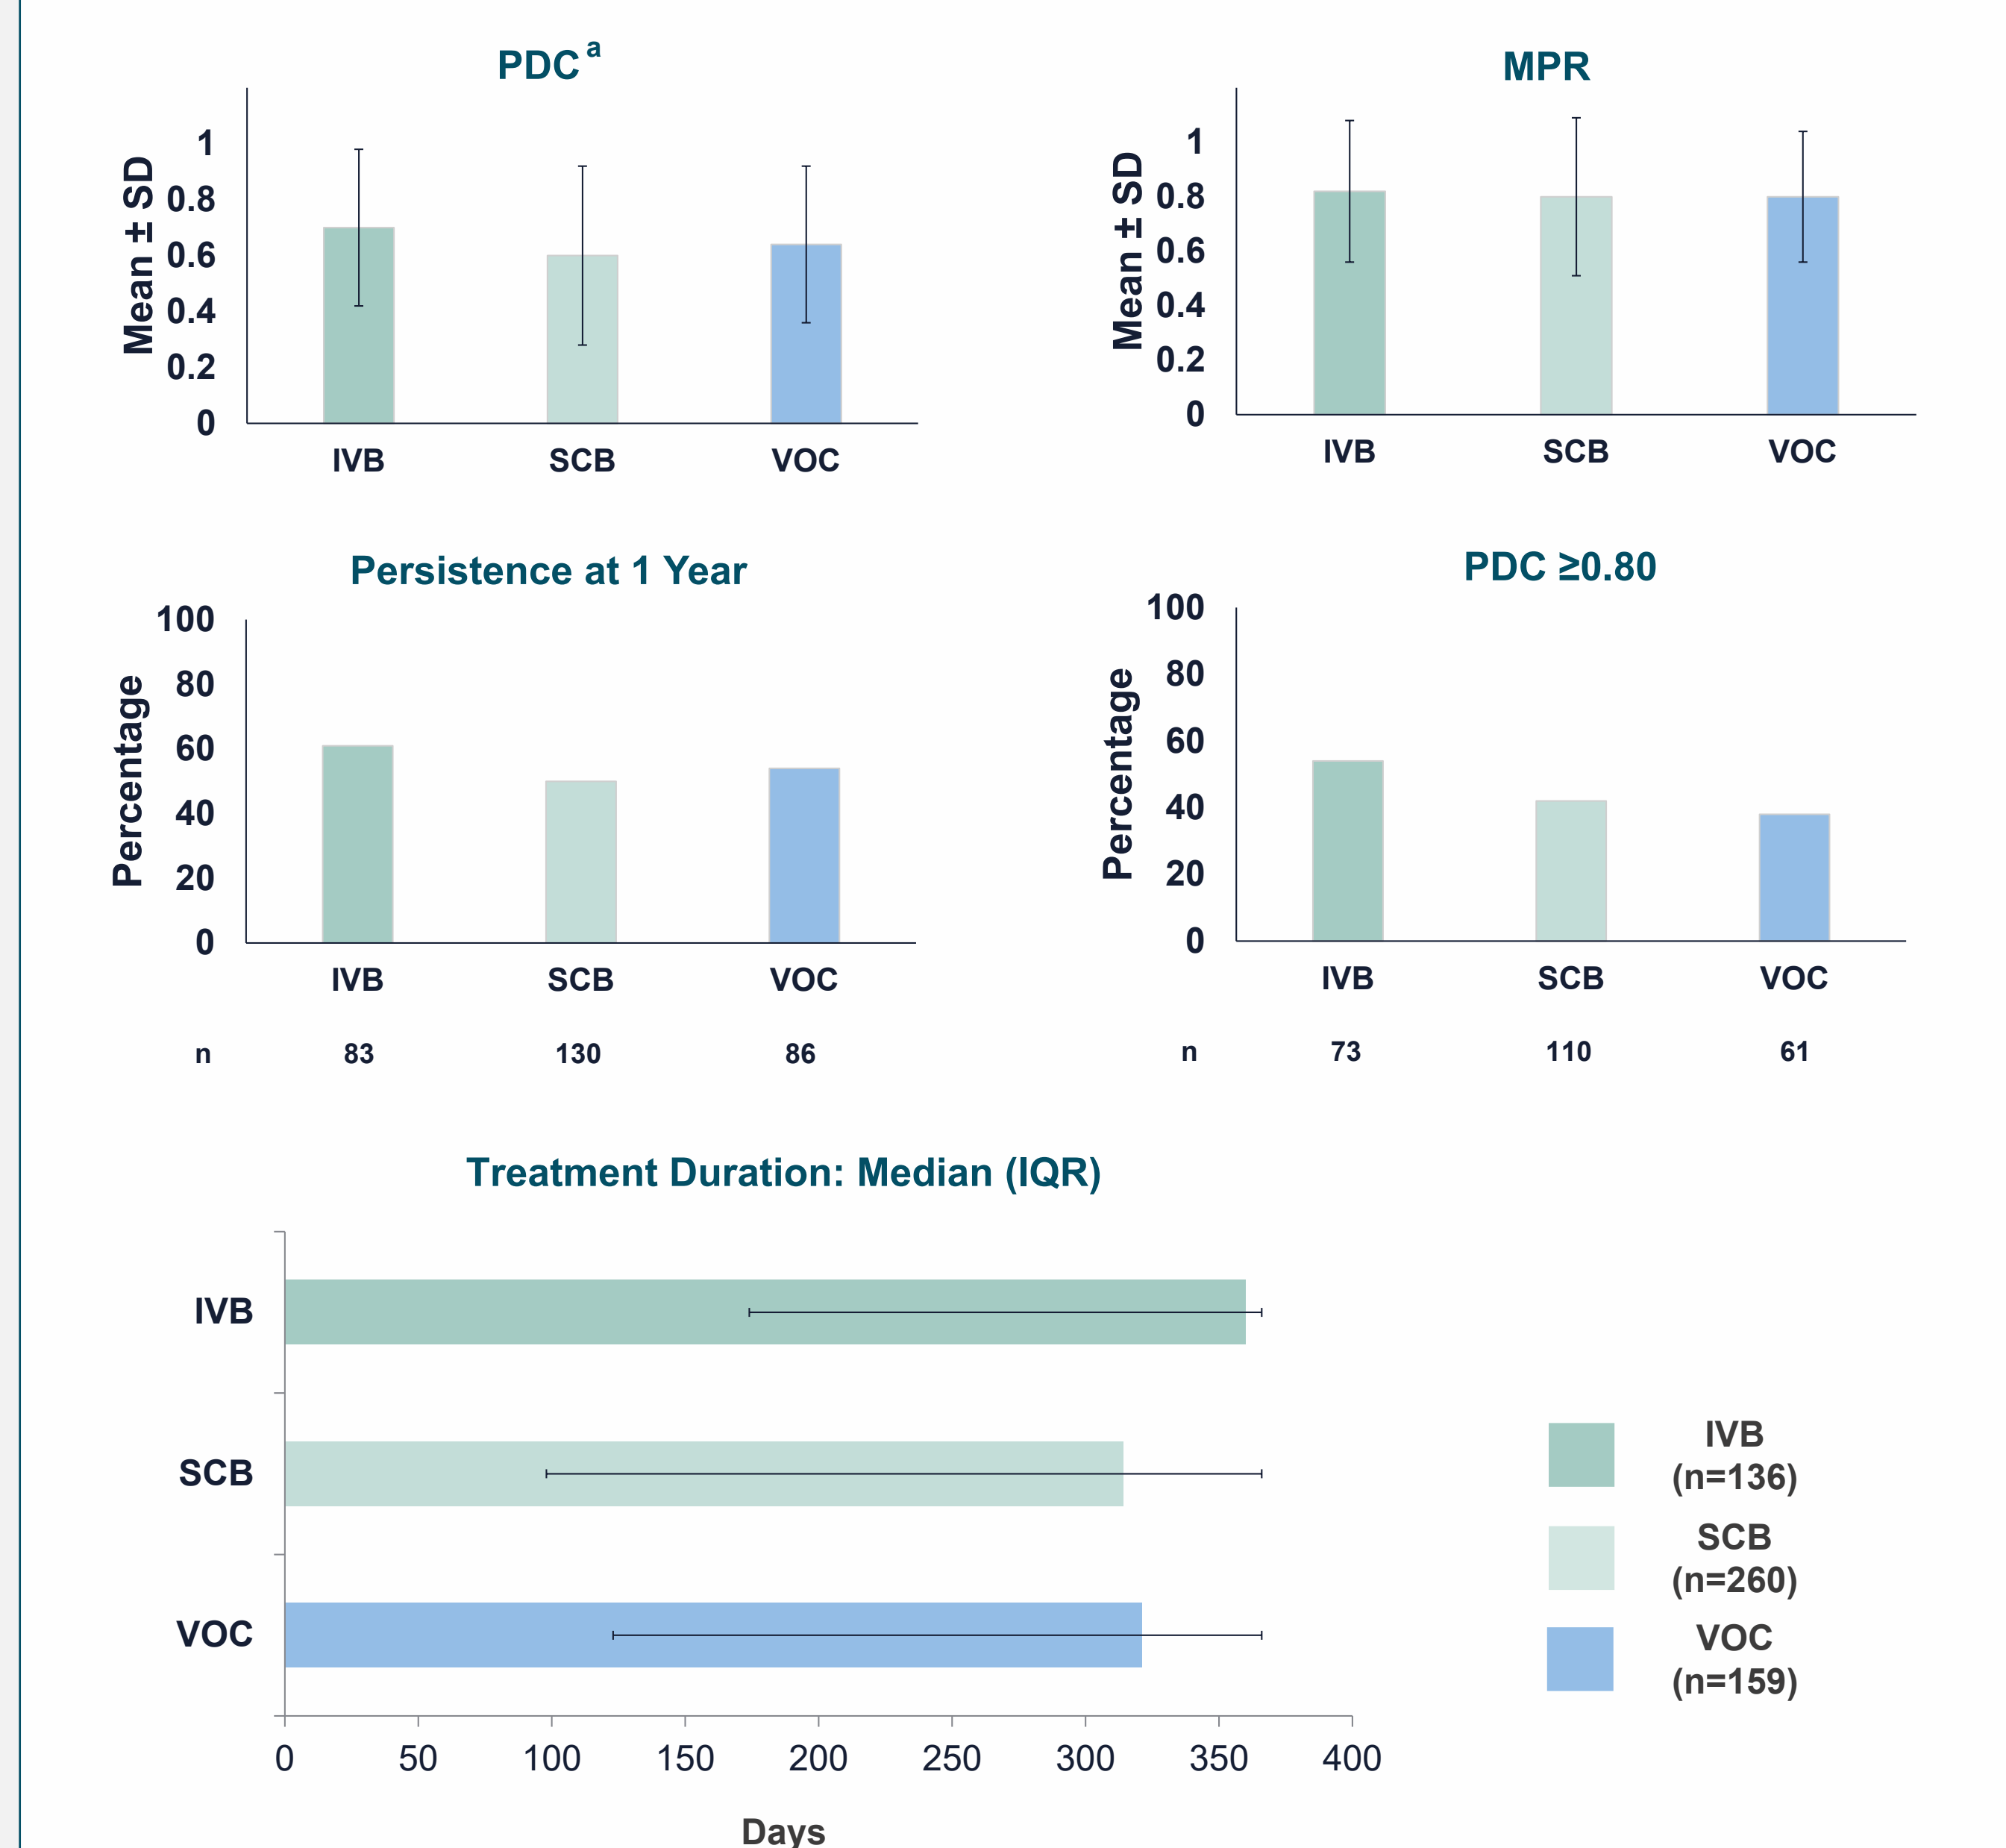 PDC a
Mean ± SD
1
0.8
0.6
0.4
0.2
0
IVB SCB VOC
MPR
Mean ± SD
1
0.8
0.6
0.4
0.2
0
IVB SCB VOC
Persistence at 1 Year
Percentage
100
80
60
40
20
0
IVB SCB VOC
n 83 130 86
PDC ≥0.80
Percentage
100
80
60
40
20
0
IVB SCB VOC
n 73 110 61
Treatment Duration: Median (IQR)
IVB
SCB
VOC
0 50 100 150 200 250 300 350 400
Days
IVB
(n=136)
SCB
(n=260)
VOC
(n=159)